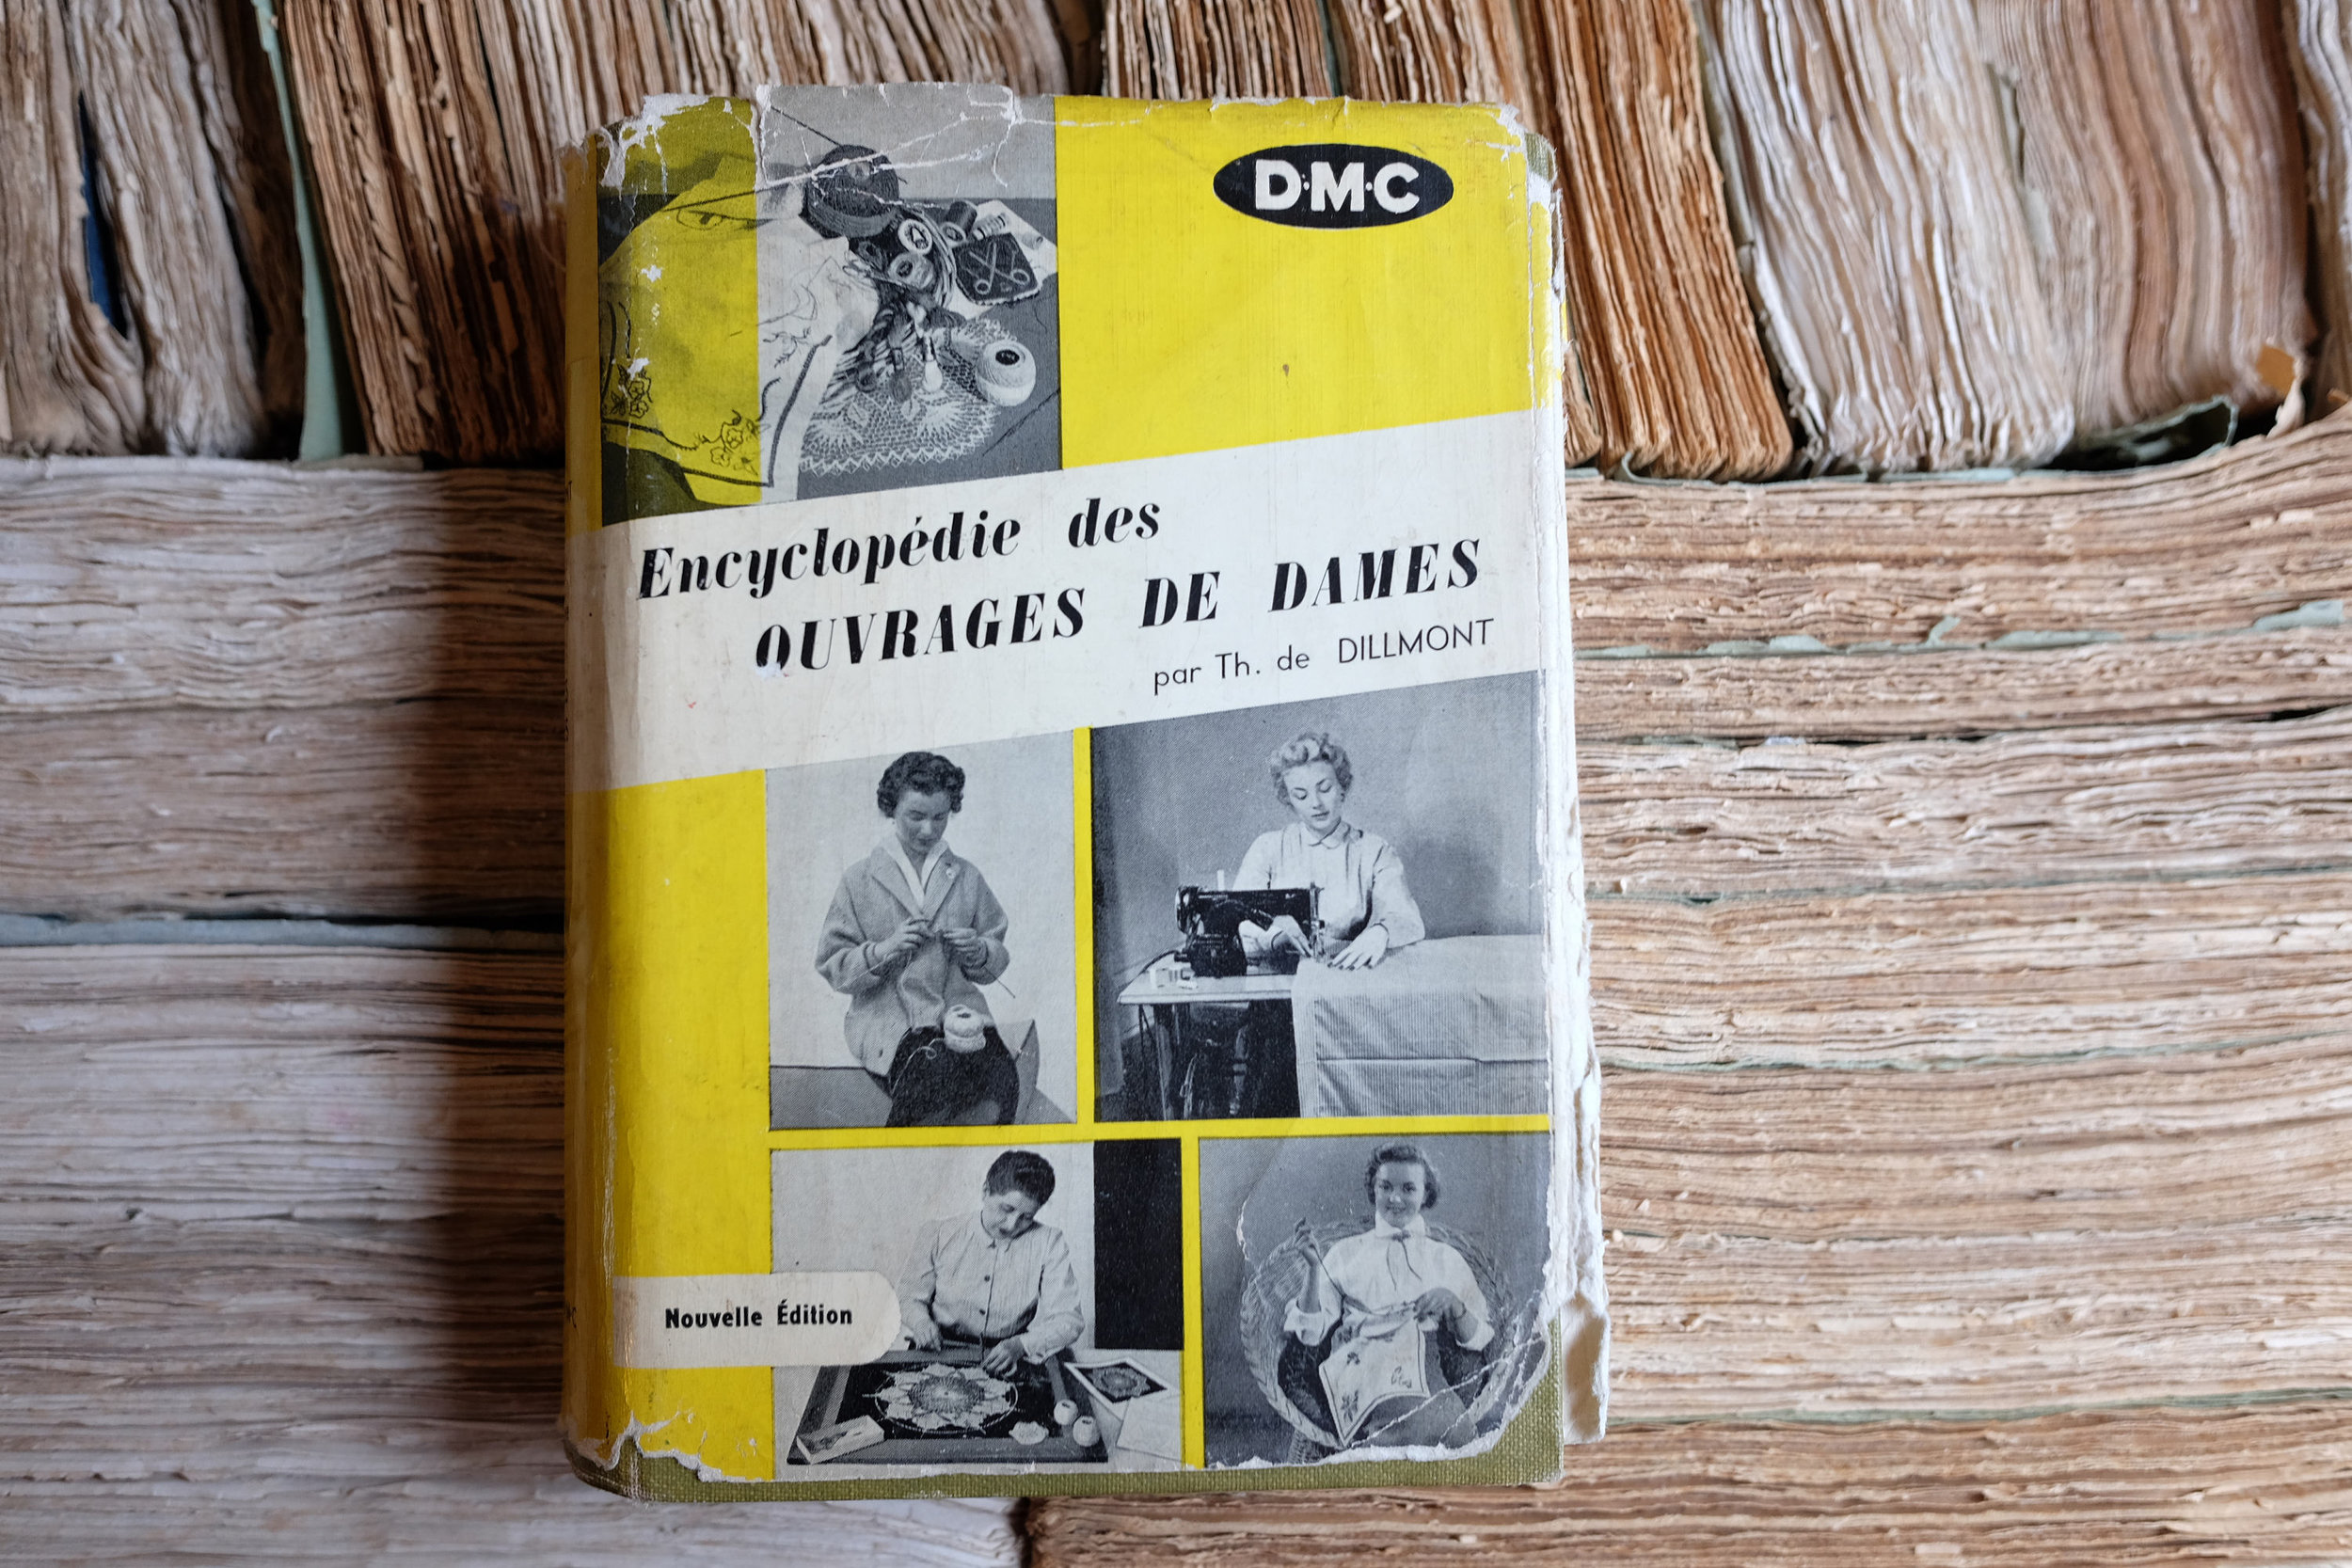 D·M·C
Encyclopédie des
OUVRAGES DE DAMES
par Th. de DILLMONT
Nouvelle Édition